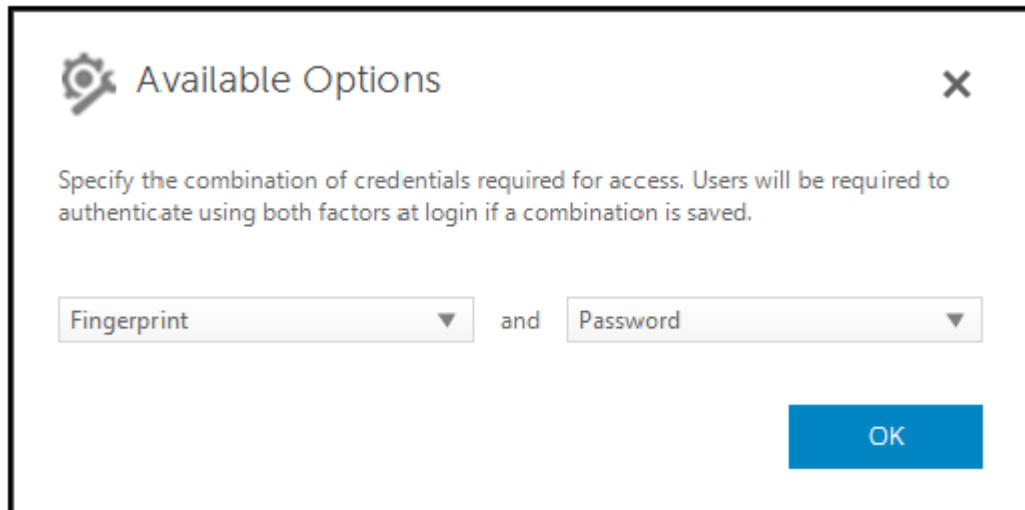 Available Options
Specify the combination of credentials required for access. Users will be required to
authenticate using both factors at login if a combination is saved.
Fingerprint and Password
OK